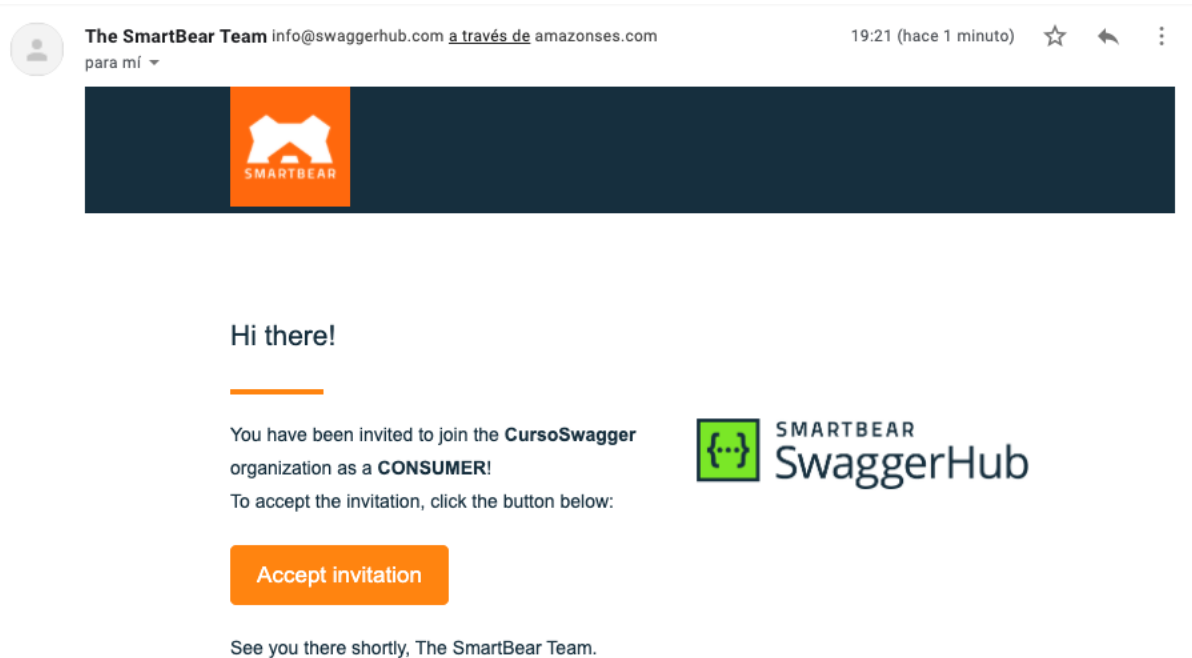 The SmartBear Team info@swaggerhub.com a través de amazonses.com
19:21 (hace 1 minuto)
para mí
SMARTBEAR
Hi there!
You have been invited to join the CursoSwagger
organization as a CONSUMER!
To accept the invitation, click the button below:
SMARTBEAR
{···}
SwaggerHub
Accept invitation
See you there shortly, The SmartBear Team.